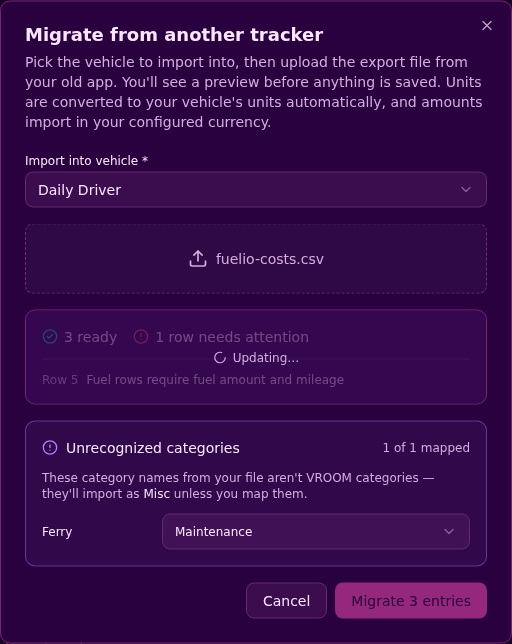 Migrate from another tracker
Pick the vehicle to import into, then upload the export file from
your old app. You'll see a preview before anything is saved. Units
are converted to your vehicle's units automatically, and amounts
import in your configured currency.
Import into vehicle *
Daily Driver
fuelio-costs.csv
3 ready 1 row needs attention
Updating...
Row 5 Fuel rows require fuel amount and mileage
Unrecognized categories 1 of 1 mapped
These category names from your file aren't VROOM categories —
they'll import as Misc unless you map them.
Ferry Maintenance
Cancel Migrate 3 entries